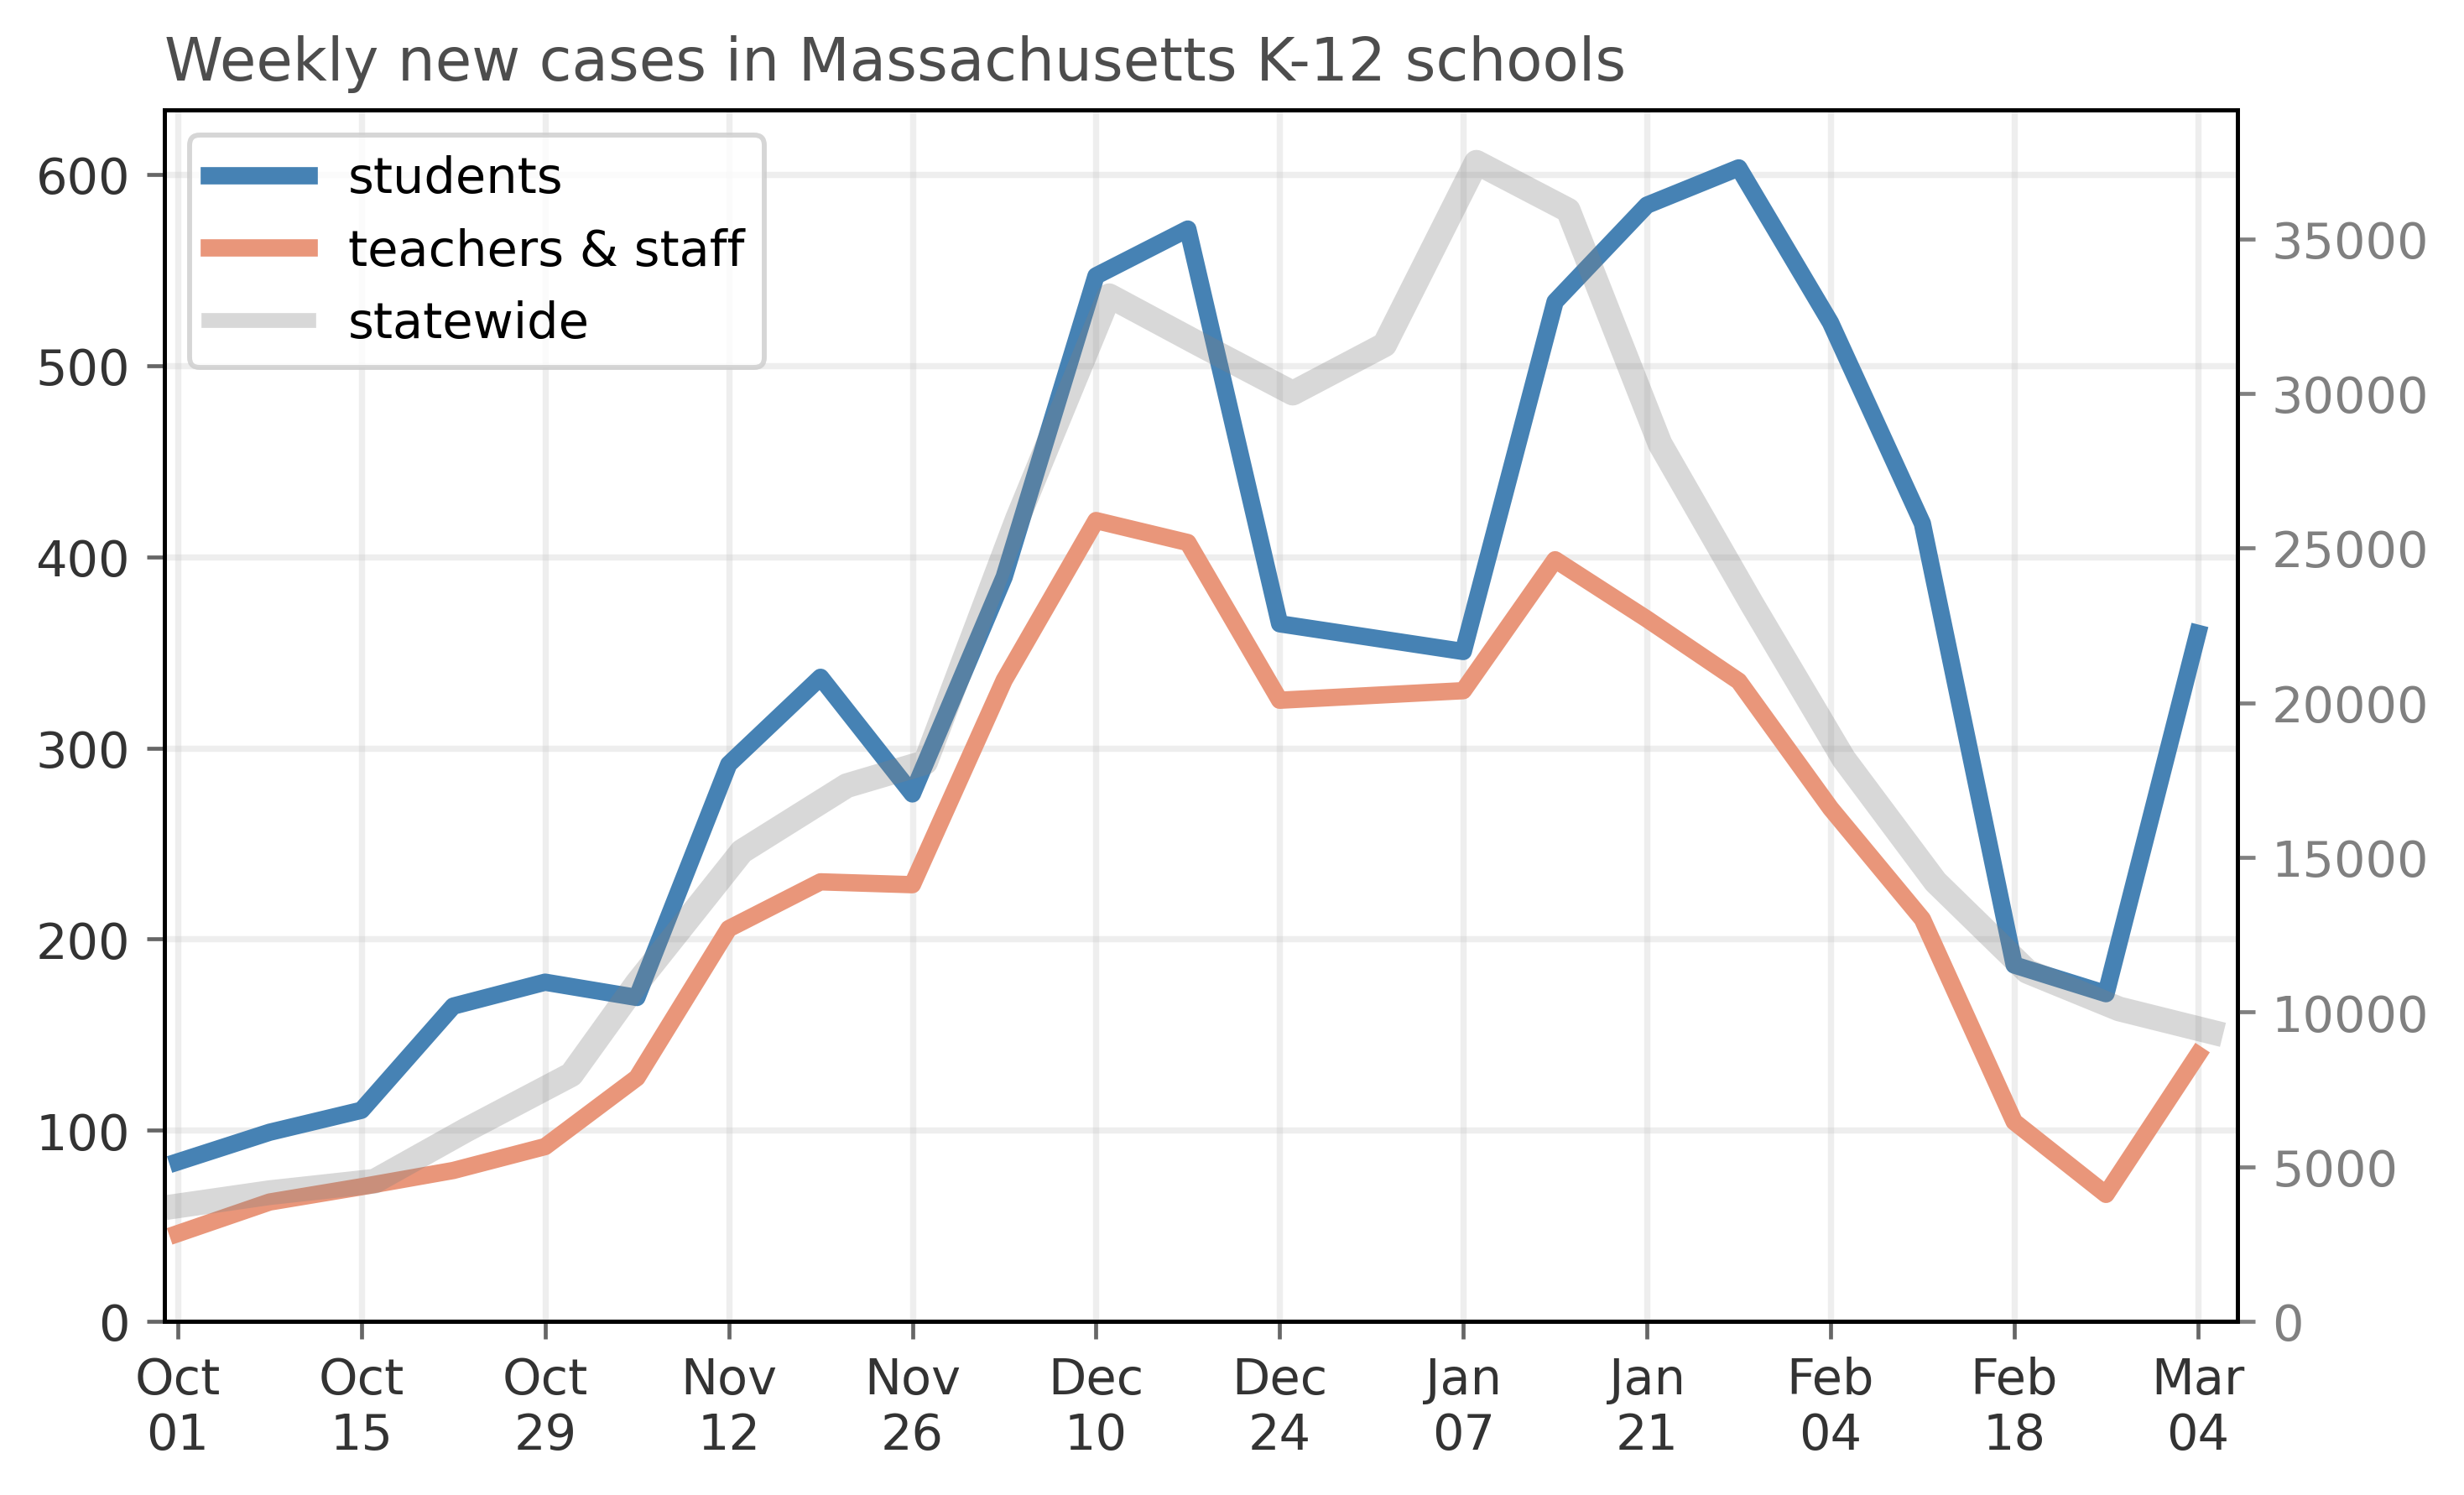 Weekly new cases in Massachusetts K-12 schools
students
teachers & staff
statewide
600
500
400
300
200
100
0
35000
30000
25000
20000
15000
10000
5000
0
Oct Oct Oct Nov Nov Dec Dec Jan Jan Feb Feb Mar
01 15 29 12 26 10 24 07 21 04 18 04